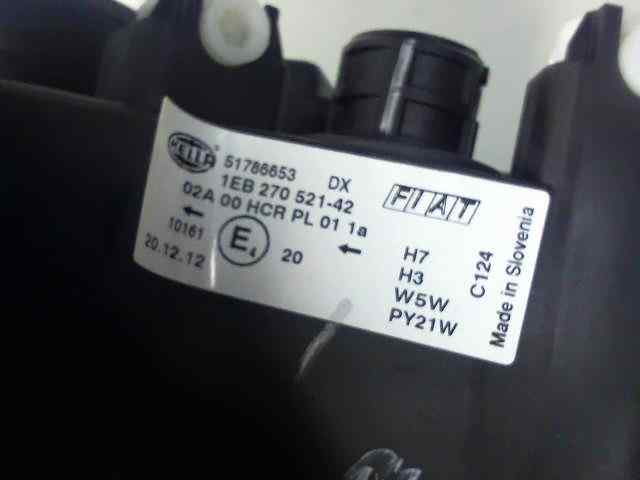 HELLA
51786653 DX
1EB 270 521-42
02A 00 HCR PL 01 1a
10161
20.12.12
E4
20
FIAT
H7
H3
W5W
PY21W
C124
Made in Slovenia